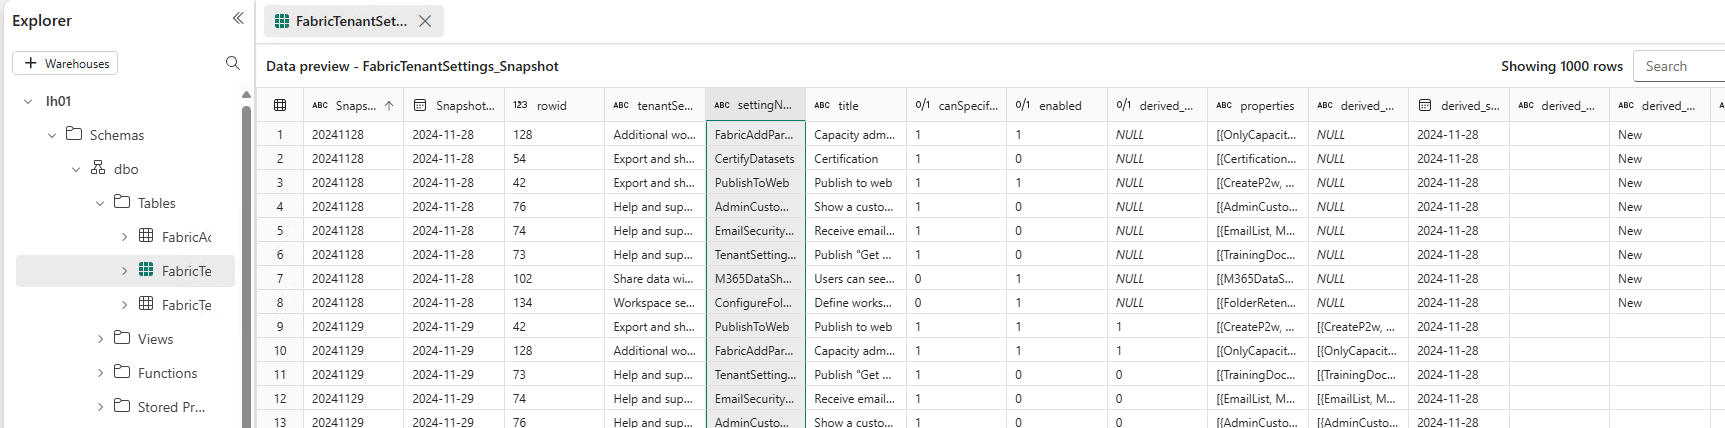 Explorer
FabricTenantSet...
+ Warehouses
Data preview - FabricTenantSettings_Snapshot
Showing 1000 rows
Search
lh01
Schemas
dbo
Tables
FabricAc
FabricTe
FabricTe
Views
Functions
Stored Pr...
ABC Snaps... Snapshot... 123 rowid ABC tenantSe... ABC settingN... ABC title 0/1 canSpecif... 0/1 enabled 0/1 derived_... ABC properties ABC derived_... derived_s... ABC derived_... ABC derived_...
1 20241128 2024-11-28 128 Additional wo... FabricAddPar... Capacity adm... 1 1 NULL [{[OnlyCapacit... NULL 2024-11-28 New
2 20241128 2024-11-28 54 Export and sh... CertifyDatasets Certification 1 0 NULL [{[Certification... NULL 2024-11-28 New
3 20241128 2024-11-28 42 Export and sh... PublishToWeb Publish to web 1 1 NULL [{[CreateP2w, ... NULL 2024-11-28 New
4 20241128 2024-11-28 76 Help and sup... AdminCusto... Show a custo... 1 0 NULL [{[AdminCusto... NULL 2024-11-28 New
5 20241128 2024-11-28 74 Help and sup... EmailSecurity... Receive email... 1 0 NULL [{[EmailList, M... NULL 2024-11-28 New
6 20241128 2024-11-28 73 Help and sup... TenantSetting... Publish "Get ... 1 0 NULL [{[TrainingDoc... NULL 2024-11-28 New
7 20241128 2024-11-28 102 Share data wi... M365DataSh... Users can see... 0 1 NULL [{[M365DataS... NULL 2024-11-28 New
8 20241128 2024-11-28 134 Workspace se... ConfigureFol... Define works... 0 1 NULL [{[FolderReten... NULL 2024-11-28 New
9 20241129 2024-11-29 42 Export and sh... PublishToWeb Publish to web 1 1 1 [{[CreateP2w, ... [{[CreateP2w, ... 2024-11-28
10 20241129 2024-11-29 128 Additional wo... FabricAddPar... Capacity adm... 1 1 1 [{[OnlyCapacit... [{[OnlyCapacit... 2024-11-28
11 20241129 2024-11-29 73 Help and sup... TenantSetting... Publish "Get ... 1 0 0 [{[TrainingDoc... [{[TrainingDoc... 2024-11-28
12 20241129 2024-11-29 74 Help and sup... EmailSecurity... Receive email... 1 0 0 [{[EmailList, M... [{[EmailList, M... 2024-11-28
13 20241129 2024-11-29 76 Help and sup... AdminCusto... Show a custo... 1 0 0 [{[AdminCusto... [{[AdminCusto... 2024-11-28